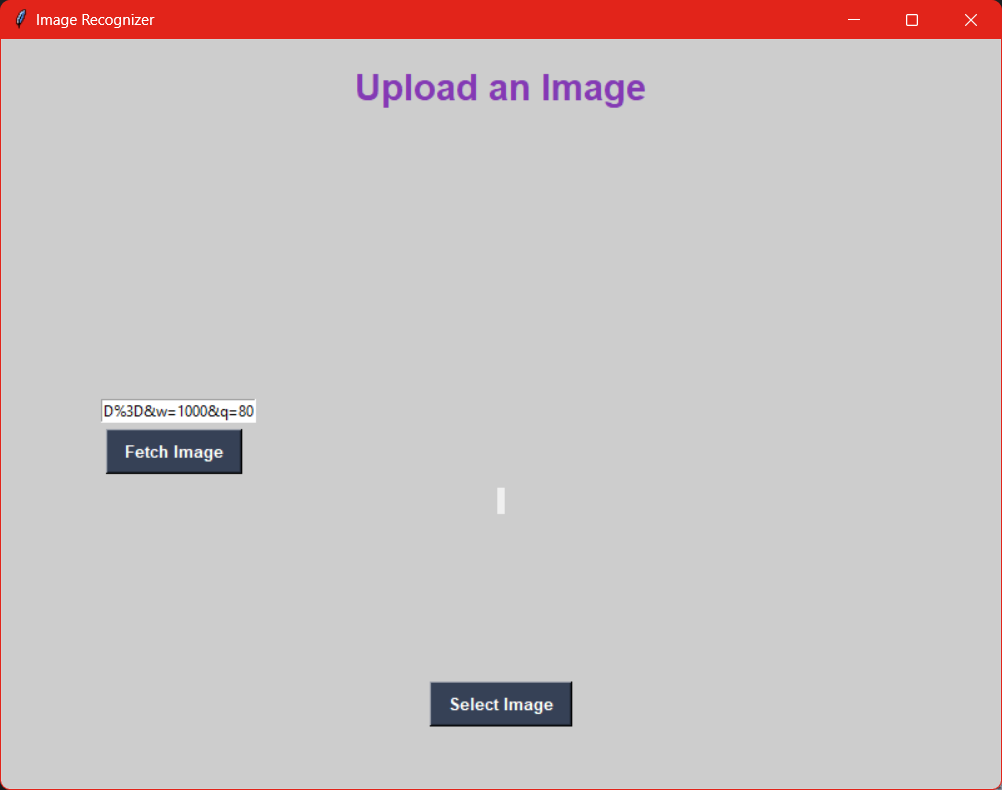 Image Recognizer
Upload an Image
D%3D&w=1000&q=80
Fetch Image
Select Image